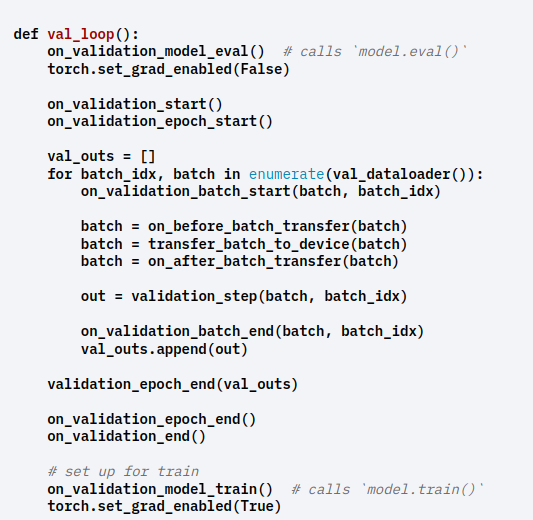 def val_loop():
    on_validation_model_eval()  # calls `model.eval()`
    torch.set_grad_enabled(False)

    on_validation_start()
    on_validation_epoch_start()

    val_outs = []
    for batch_idx, batch in enumerate(val_dataloader()):
        on_validation_batch_start(batch, batch_idx)

        batch = on_before_batch_transfer(batch)
        batch = transfer_batch_to_device(batch)
        batch = on_after_batch_transfer(batch)

        out = validation_step(batch, batch_idx)

        on_validation_batch_end(batch, batch_idx)
        val_outs.append(out)

    validation_epoch_end(val_outs)

    on_validation_epoch_end()
    on_validation_end()

    # set up for train
    on_validation_model_train()  # calls `model.train()`
    torch.set_grad_enabled(True)